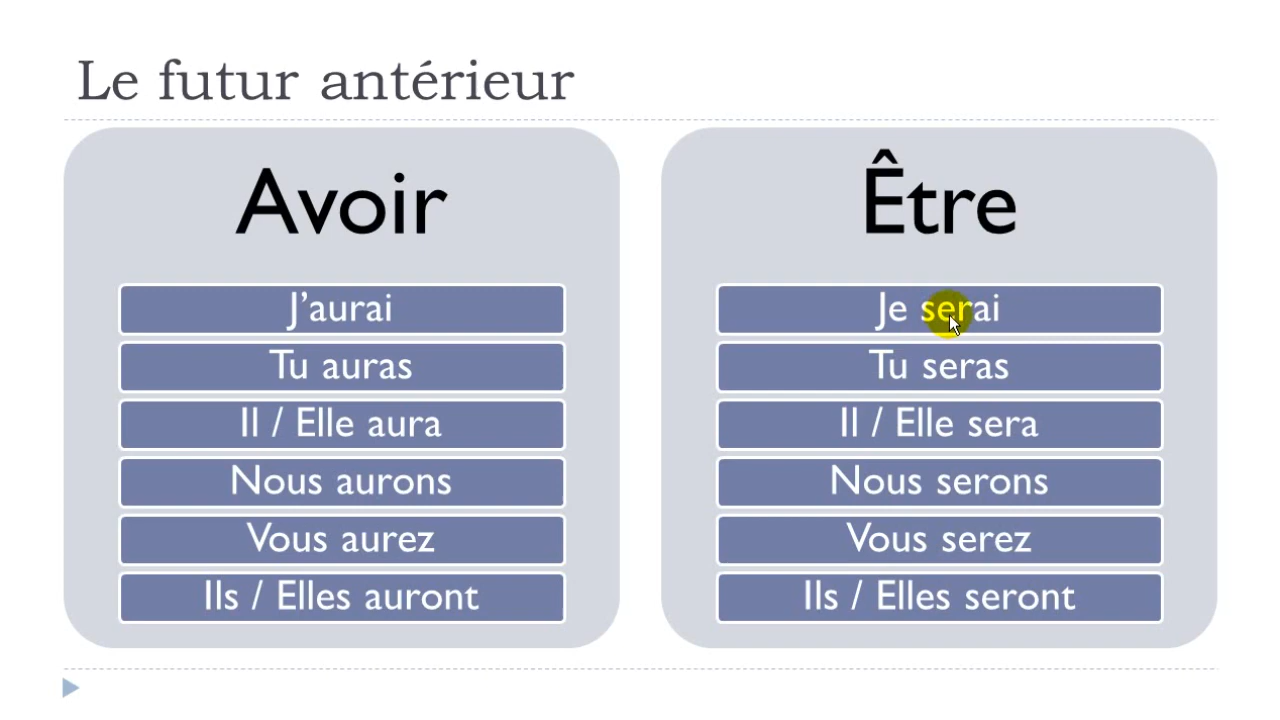 Le futur antérieur
Avoir
J’aurai
Tu auras
Il / Elle aura
Nous aurons
Vous aurez
Ils / Elles auront
Être
Je serai
Tu seras
Il / Elle sera
Nous serons
Vous serez
Ils / Elles seront